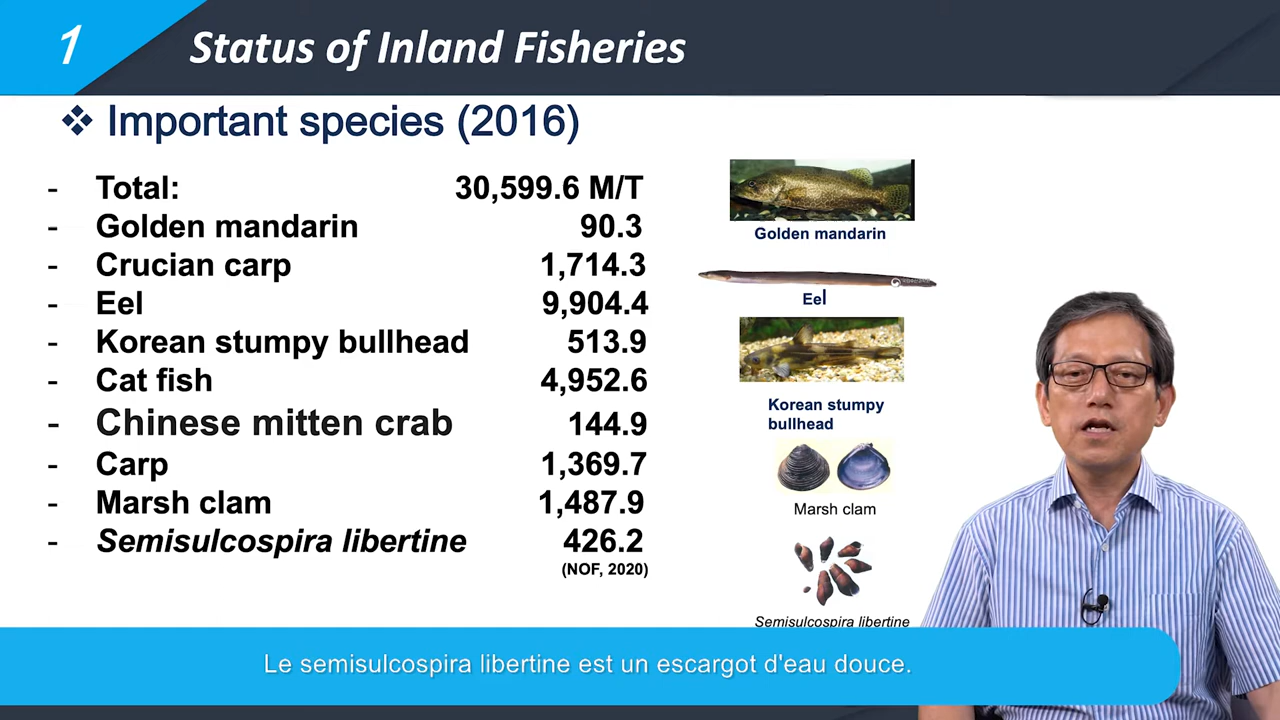 1
Status of Inland Fisheries
❖ Important species (2016)
- Total: 30,599.6 M/T
- Golden mandarin 90.3
- Crucian carp 1,714.3
- Eel 9,904.4
- Korean stumpy bullhead 513.9
- Cat fish 4,952.6
- Chinese mitten crab 144.9
- Carp 1,369.7
- Marsh clam 1,487.9
- Semisulcospira libertine 426.2
(NOF, 2020)
Golden mandarin
Eel
Korean stumpy
bullhead
Marsh clam
Semisulcospira libertine
Le semisulcospira libertine est un escargot d'eau douce.